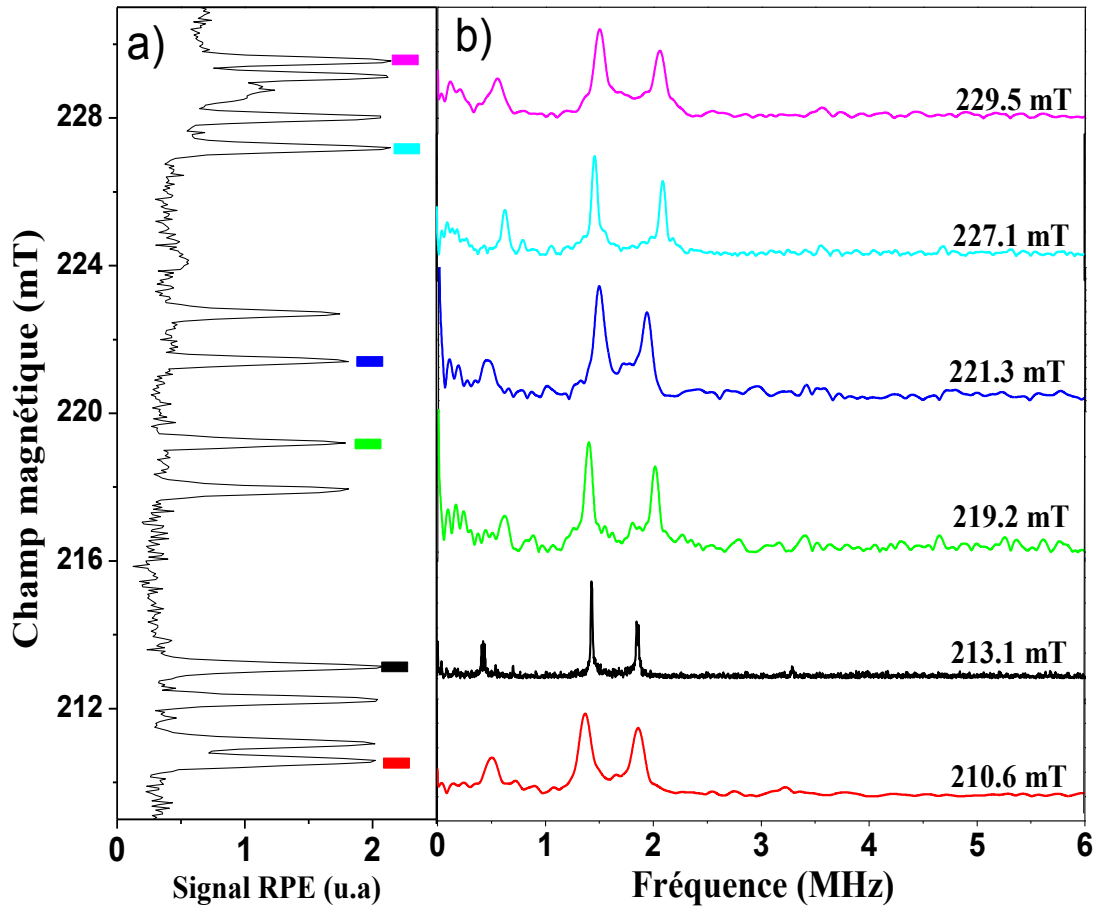 a)
b)
Champ magnétique (mT)
228
224
220
216
212
0
1
2
Signal RPE (u.a)
229.5 mT
227.1 mT
221.3 mT
219.2 mT
213.1 mT
210.6 mT
0
1
2
3
4
5
6
Fréquence (MHz)